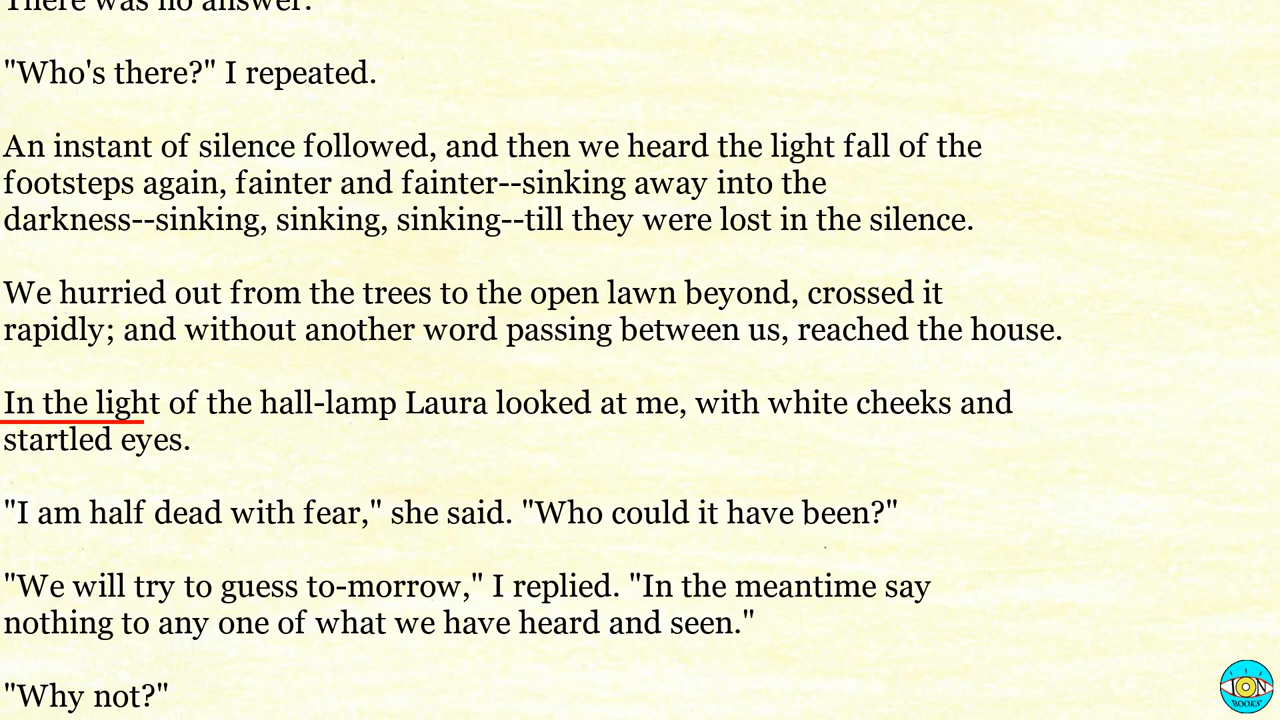 There was no answer.
"Who's there?" I repeated.
An instant of silence followed, and then we heard the light fall of the
footsteps again, fainter and fainter--sinking away into the
darkness--sinking, sinking, sinking--till they were lost in the silence.
We hurried out from the trees to the open lawn beyond, crossed it
rapidly; and without another word passing between us, reached the house.
In the light of the hall-lamp Laura looked at me, with white cheeks and
startled eyes.
"I am half dead with fear," she said. "Who could it have been?"
"We will try to guess to-morrow," I replied. "In the meantime say
nothing to any one of what we have heard and seen."
"Why not?"
ION
BOOKS